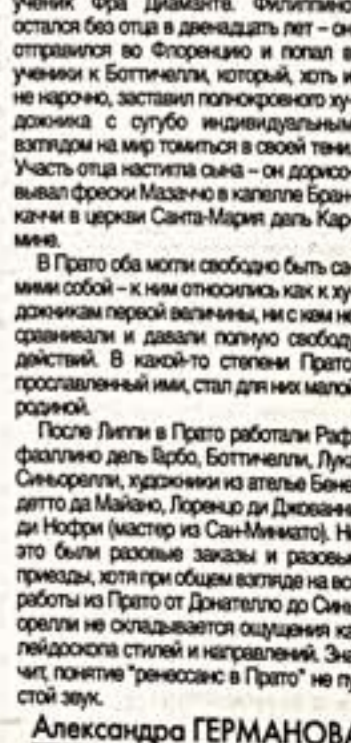 ученик Фра Диаманте. Филиппино
остался без отца в двенадцать лет – он
отправился во Флоренцию и попал в
ученики к Боттичелли, который, хоть и
не нарочно, заставил полнокровного ху-
дожника с сугубо индивидуальным
взглядом на мир томиться в своей тени.
Участь отца настигла сына – он дорисо-
вывал фрески Мазаччо в капелле Бран-
каччи в церкви Санта-Мария дель Кар-
мине.
В Прато оба могли свободно быть са-
мими собой – к ним относились как к ху-
дожникам первой величины, ни с кем не
сравнивали и давали полную свободу
действий. В какой-то степени Прато,
прославленный ими, стал для них малой
родиной.
После Липпи в Прато работали Раф-
фаэллино дель Гарбо, Боттичелли, Лука
Синьорелли, художники из ателье Бене-
детто да Майано, Лоренцо ди Джованни
ди Нофри (мастер из Сан-Миниато). Но
это были разовые заказы и разовые
приезды, хотя при общем взгляде на все
работы из Прато от Донателло до Синь-
орелли не складывается ощущения ка-
лейдоскопа стилей и направлений. Зна-
чит, понятие "ренессанс в Прато" не пу-
стой звук.
Александра ГЕРМАНОВА